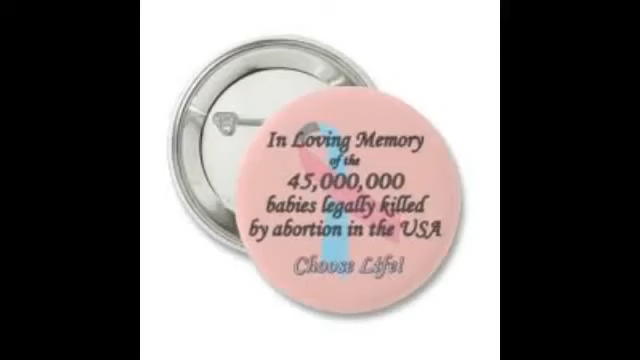 In Loving Memory
of the
45,000,000
babies legally killed
by abortion in the USA
Choose Life!